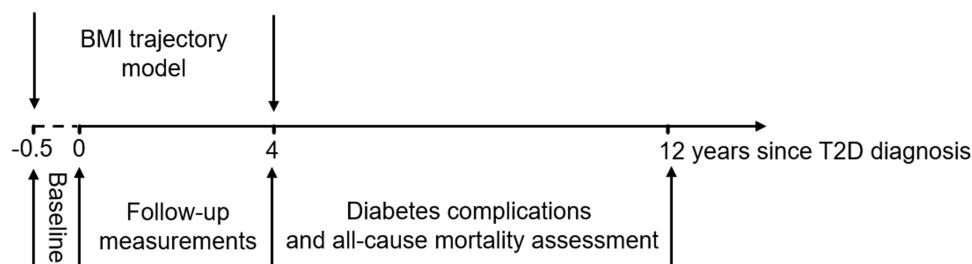 BMI trajectory
model
-0.5 0 4 12 years since T2D diagnosis
Baseline
Follow-up
measurements
Diabetes complications
and all-cause mortality assessment